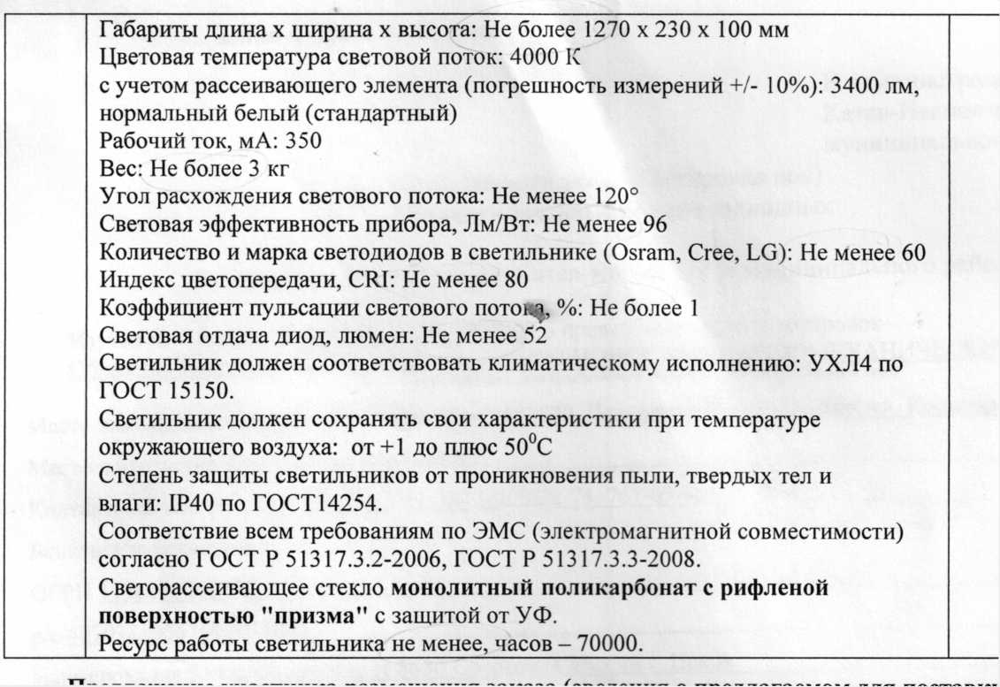 Габариты длина х ширина х высота: Не более 1270 х 230 х 100 мм
Цветовая температура световой поток: 4000 К
с учетом рассеивающего элемента (погрешность измерений +/- 10%): 3400 лм,
нормальный белый (стандартный)
Рабочий ток, мА: 350
Вес: Не более 3 кг
Угол расхождения светового потока: Не менее 120°
Световая эффективность прибора, Лм/Вт: Не менее 96
Количество и марка светодиодов в светильнике (Osram, Cree, LG): Не менее 60
Индекс цветопередачи, CRI: Не менее 80
Коэффициент пульсации светового потока, %: Не более 1
Световая отдача диод, люмен: Не менее 52
Светильник должен соответствовать климатическому исполнению: УХЛ4 по
ГОСТ 15150.
Светильник должен сохранять свои характеристики при температуре
окружающего воздуха: от +1 до плюс 50⁰С
Степень защиты светильников от проникновения пыли, твердых тел и
влаги IP40 по ГОСТ14254.
Соответствие всем требованиям по ЭМС (электромагнитной совместимости)
согласно ГОСТ Р 51317.3.2-2006, ГОСТ Р 51317.3.3-2008.
Светорассеивающее стекло монолитный поликарбонат с рифленой
поверхностью "призма" с защитой от УФ.
Ресурс работы светильника не менее, часов – 70000.
Предложение участника размещения заказа (сведения о предлагаемом для поставки